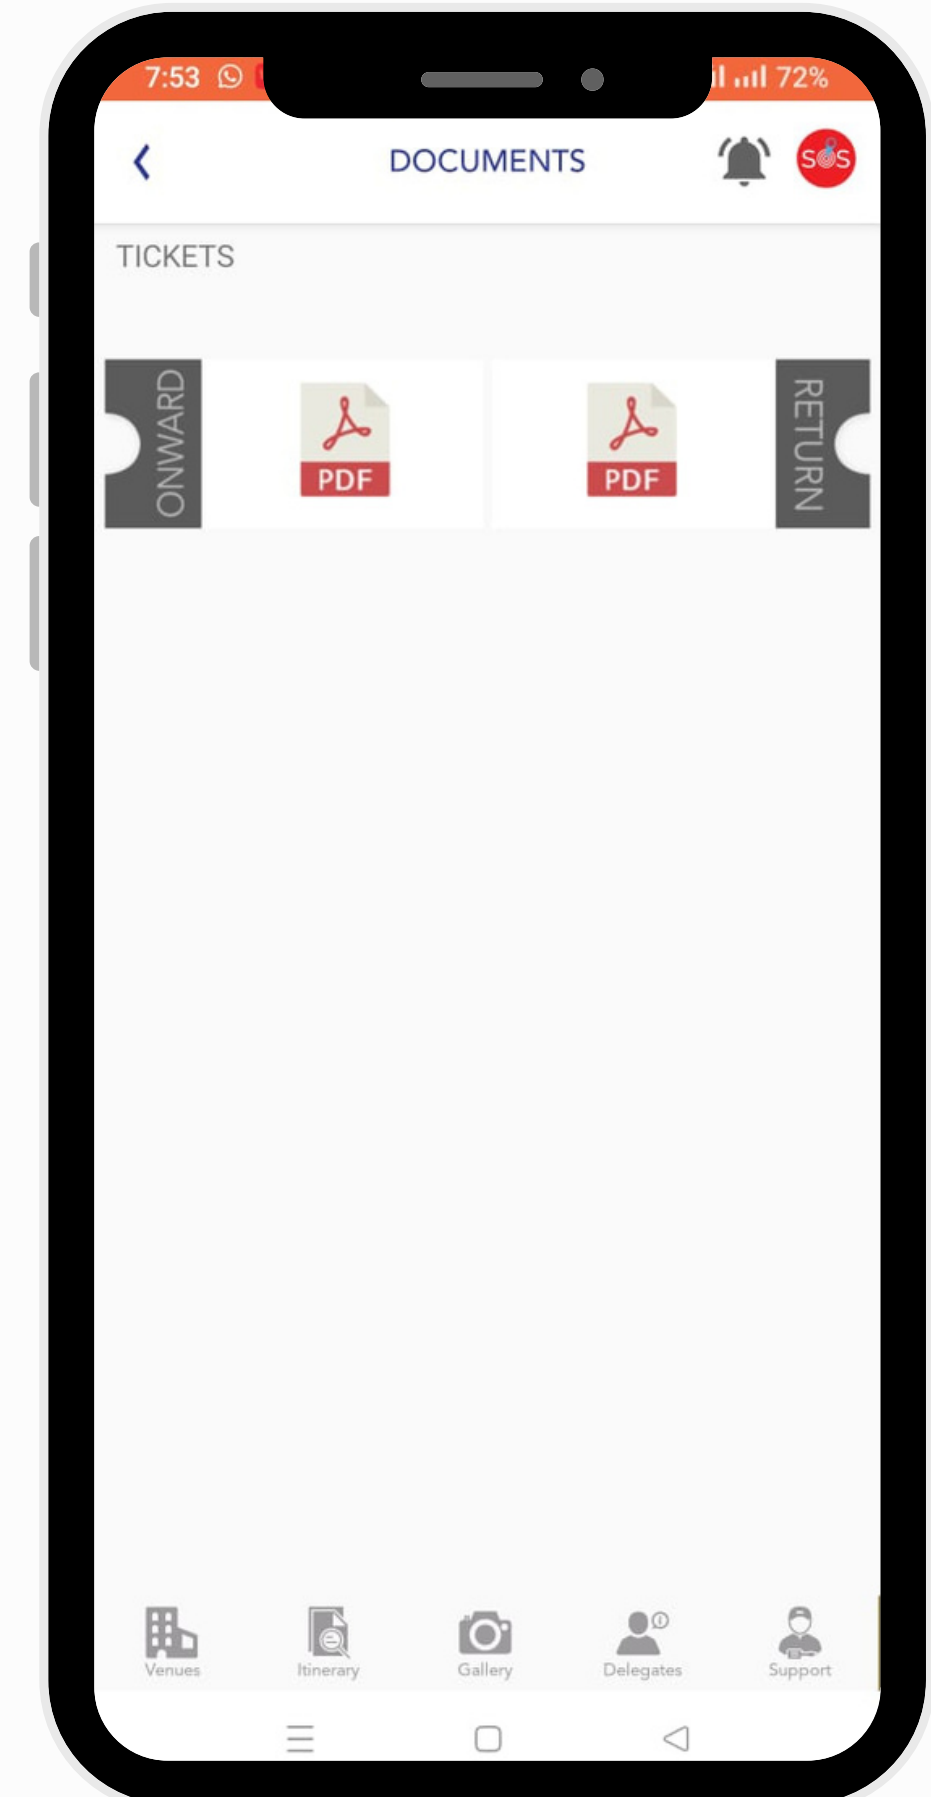 7:53 72%
DOCUMENTS SOS
TICKETS
ONWARD PDF PDF RETURN
Venues Itinerary Gallery Delegates Support